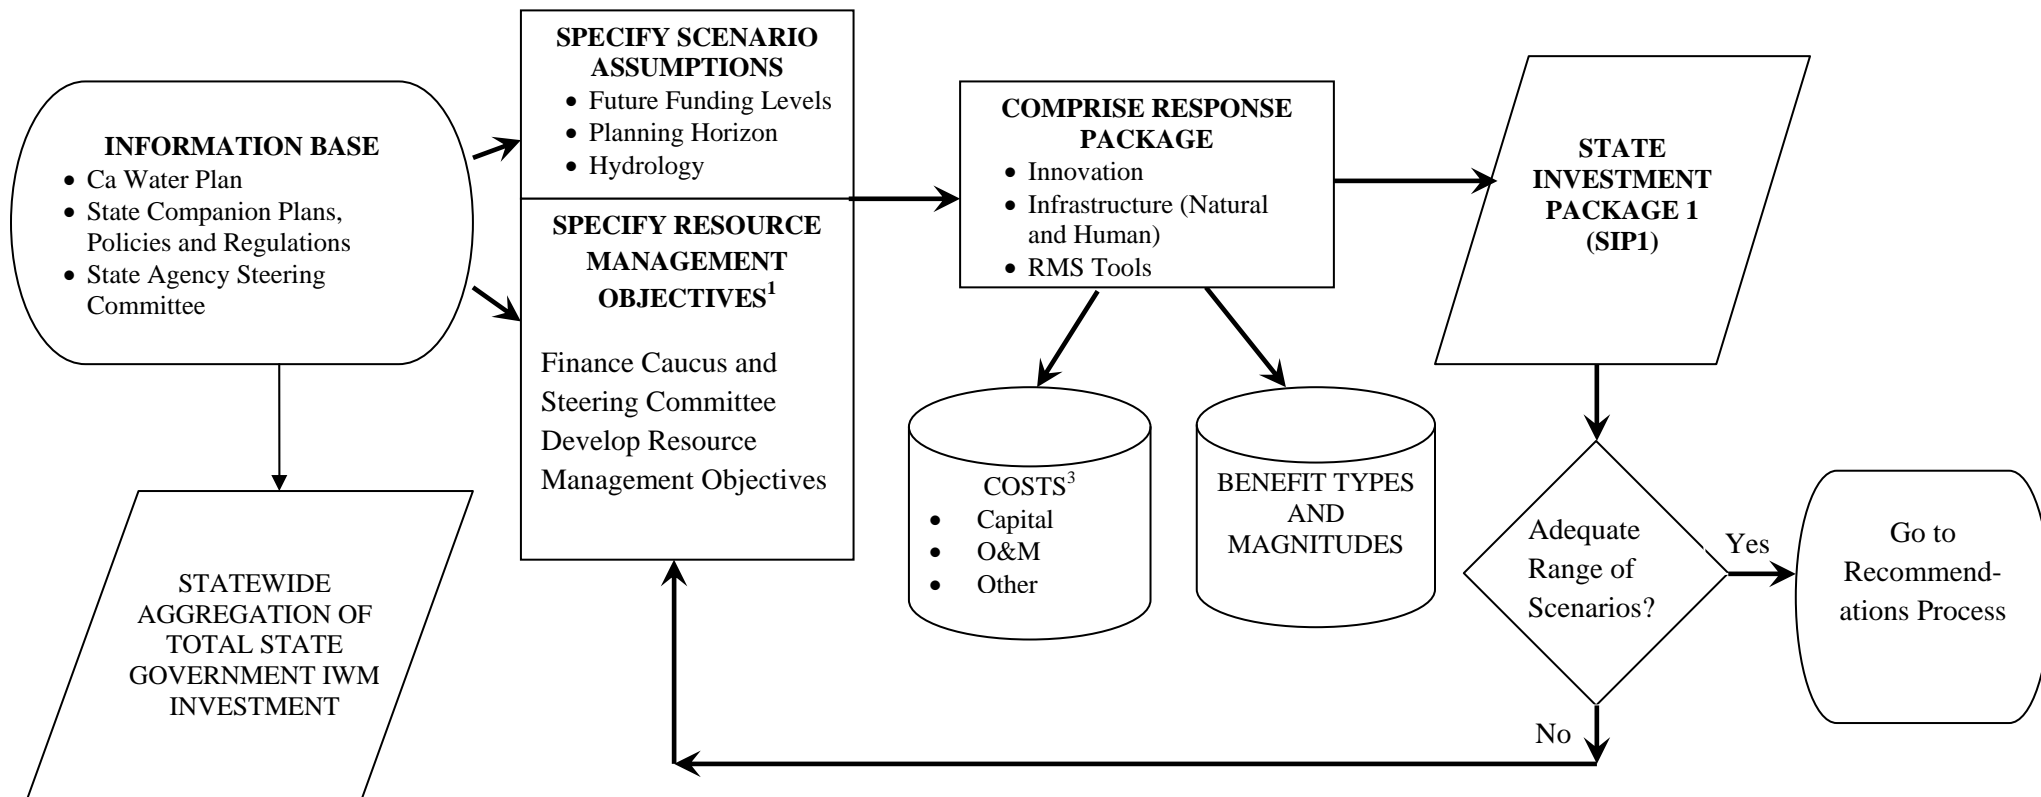 INFORMATION BASE
• Ca Water Plan
• State Companion Plans,
Policies and Regulations
• State Agency Steering
Committee
STATEWIDE
AGGREGATION OF
TOTAL STATE
GOVERNMENT IWM
INVESTMENT
SPECIFY SCENARIO
ASSUMPTIONS
• Future Funding Levels
• Planning Horizon
• Hydrology
SPECIFY RESOURCE
MANAGEMENT
OBJECTIVES¹
Finance Caucus and
Steering Committee
Develop Resource
Management Objectives
COMPRISE RESPONSE
PACKAGE
• Innovation
• Infrastructure (Natural
and Human)
• RMS Tools
COSTS³
• Capital
• O&M
• Other
BENEFIT TYPES
AND
MAGNITUDES
STATE
INVESTMENT
PACKAGE 1
(SIP1)
Adequate
Range of
Scenarios?
Yes
No
Go to
Recommend-
ations Process